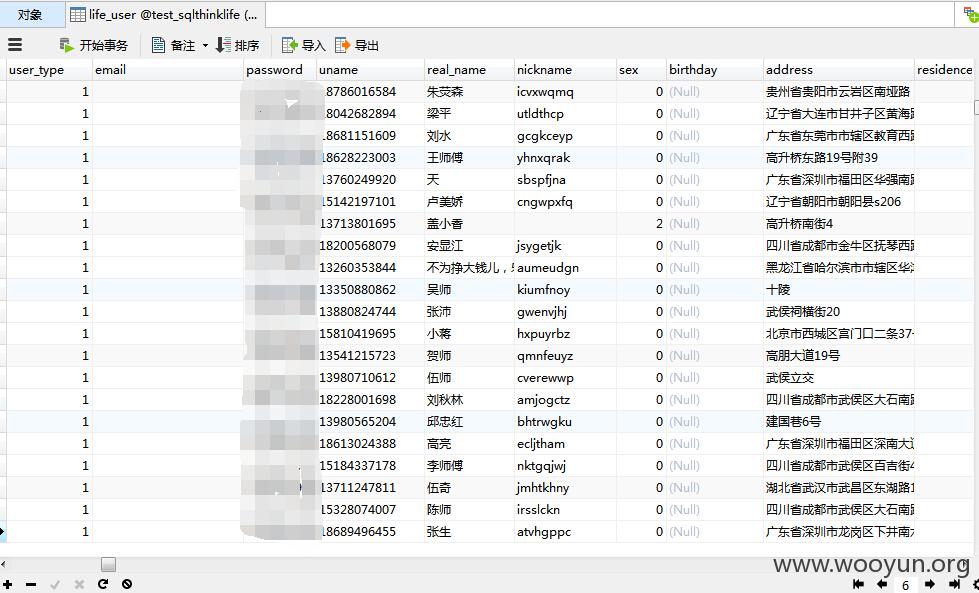 对象 life_user @test_sqlthinklife (...
开始事务 备注 排序 导入 导出
user_type email password uname real_name nickname sex birthday address residence
1 18786016584 朱荧森 icvxwqmq 0 (Null) 贵州省贵阳市云岩区南垭路
1 18042682894 梁平 utldthcp 0 (Null) 辽宁省大连市甘井子区黄海路
1 18681151609 刘水 gcgkceyp 0 (Null) 广东省东莞市市辖区教育西路
1 18628223003 王师傅 yhnxqrak 0 (Null) 高升桥东路19号附39
1 13760249920 天 sbspfjna 0 (Null) 广东省深圳市福田区华强南路
1 15142197101 卢美娇 cngwpxfq 0 (Null) 辽宁省朝阳市朝阳县s206
1 13713801695 盖小香 2 (Null) 高升桥南街4
1 18200568079 安显江 jsygetjk 0 (Null) 四川省成都市金牛区抚琴西路
1 13260353844 不为挣大钱儿， aumeudgn 0 (Null) 黑龙江省哈尔滨市市辖区华
1 13350880862 吴师 kiumfnoy 0 (Null) 十陵
1 13880824744 张沛 gwenvjhj 0 (Null) 武侯祠横街20
1 15810419695 小蒋 hxpuyrbz 0 (Null) 北京市西城区宫门口二条37
1 13541215723 贺师 qmnfeuyz 0 (Null) 高朋大道19号
1 13980710612 伍师 cverewwp 0 (Null) 武侯立交
1 18228001698 刘秋林 amjogctz 0 (Null) 四川省成都市武侯区大石南路
1 13980565204 邱忠红 bhtrwgku 0 (Null) 建国巷6号
1 18613024388 高亮 ecljtham 0 (Null) 广东省深圳市福田区深南大
1 15184337178 李师傅 nktgqjwj 0 (Null) 四川省成都市武侯区百吉街4
1 13711247811 伍奇 jmhtkhny 0 (Null) 湖北省武汉市武昌区东湖路1
1 15328074007 陈师 irsslckn 0 (Null) 四川省成都市武侯区大石南路
1 18689496455 张生 atvhgppc 0 (Null) 广东省深圳市龙岗区下井南
www.wooyun.org
6